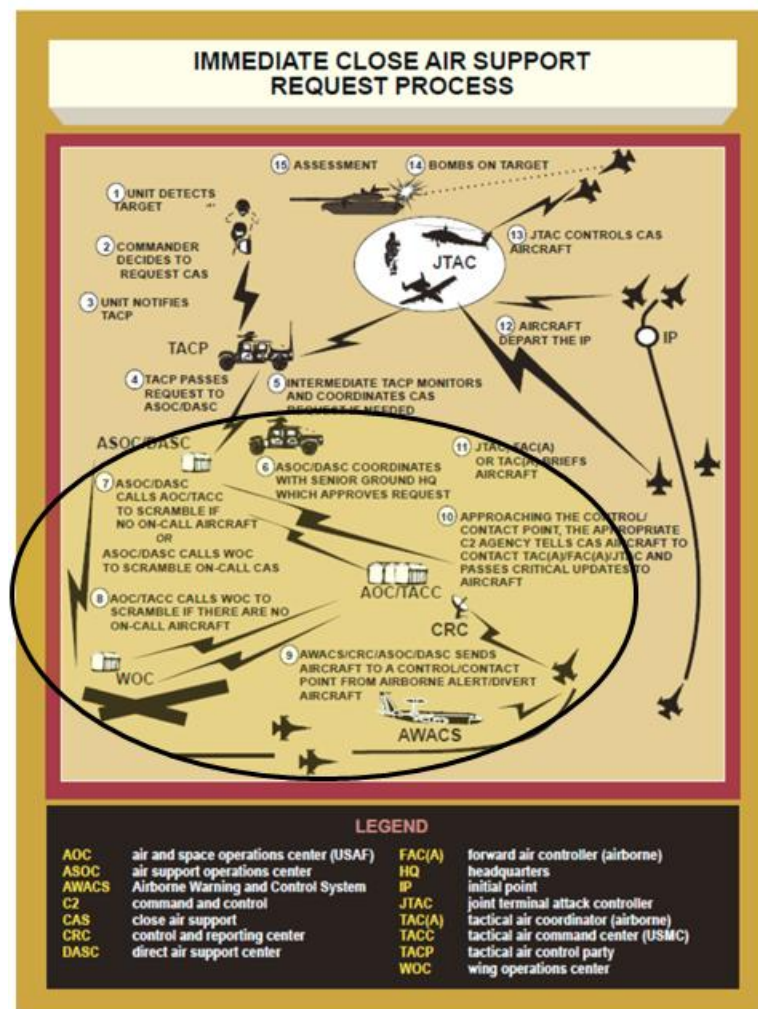 IMMEDIATE CLOSE AIR SUPPORT
REQUEST PROCESS
15 ASSESSMENT
14 BOMBS ON TARGET
1 UNIT DETECTS
TARGET
2 COMMANDER
DECIDES TO
REQUEST CAS
13 JTAC CONTROLS CAS
AIRCRAFT
JTAC
3 UNIT NOTIFIES
TACP
TACP
12 AIRCRAFT
DEPART THE IP
IP
4 TACP PASSES
REQUEST TO
ASOC/DASC
5 INTERMEDIATE TACP MONITORS
AND COORDINATES CAS
REQUEST IF NEEDED
ASOC/DASC
6 ASOC/DASC COORDINATES
WITH SENIOR GROUND HQ
WHICH APPROVES REQUEST
11 JTAC, FAC(A)
OR TAC(A) BRIEFS
AIRCRAFT
7 ASOC/DASC
CALLS AOC/TACC
TO SCRAMBLE IF
NO ON-CALL AIRCRAFT
OR
ASOC/DASC CALLS WOC
TO SCRAMBLE ON-CALL CAS
10 APPROACHING THE CONTROL/
CONTACT POINT, THE APPROPRIATE
C2 AGENCY TELLS CAS AIRCRAFT TO
CONTACT TAC(A)/FAC(A)/JTAC AND
PASSES CRITICAL UPDATES TO
AIRCRAFT
AOC/TACC
8 AOC/TACC CALLS WOC TO
SCRAMBLE IF THERE ARE NO
ON-CALL AIRCRAFT
CRC
WOC
9 AWACS/CRC/ASOC/DASC SENDS
AIRCRAFT TO A CONTROL/CONTACT
POINT FROM AIRBORNE ALERT/DIVERT
AIRCRAFT
AWACS
LEGEND
AOC air and space operations center (USAF)
ASOC air support operations center
AWACS Airborne Warning and Control System
C2 command and control
CAS close air support
CRC control and reporting center
DASC direct air support center
FAC(A) forward air controller (airborne)
HQ headquarters
IP initial point
JTAC joint terminal attack controller
TAC(A) tactical air coordinator (airborne)
TACC tactical air command center (USMC)
TACP tactical air control party
WOC wing operations center